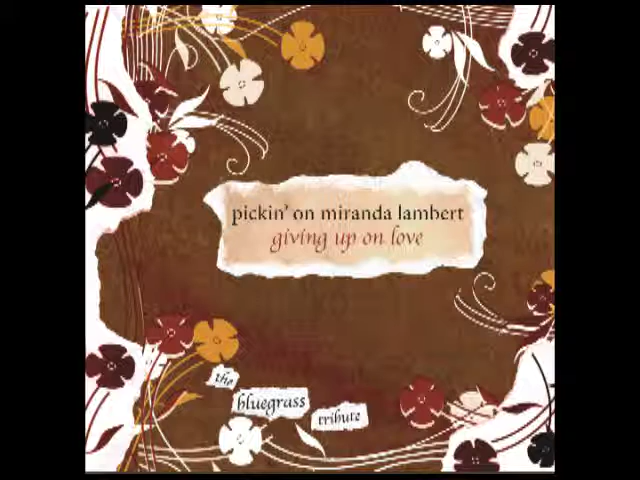 pickin' on miranda lambert
giving up on love
the
bluegrass
tribute